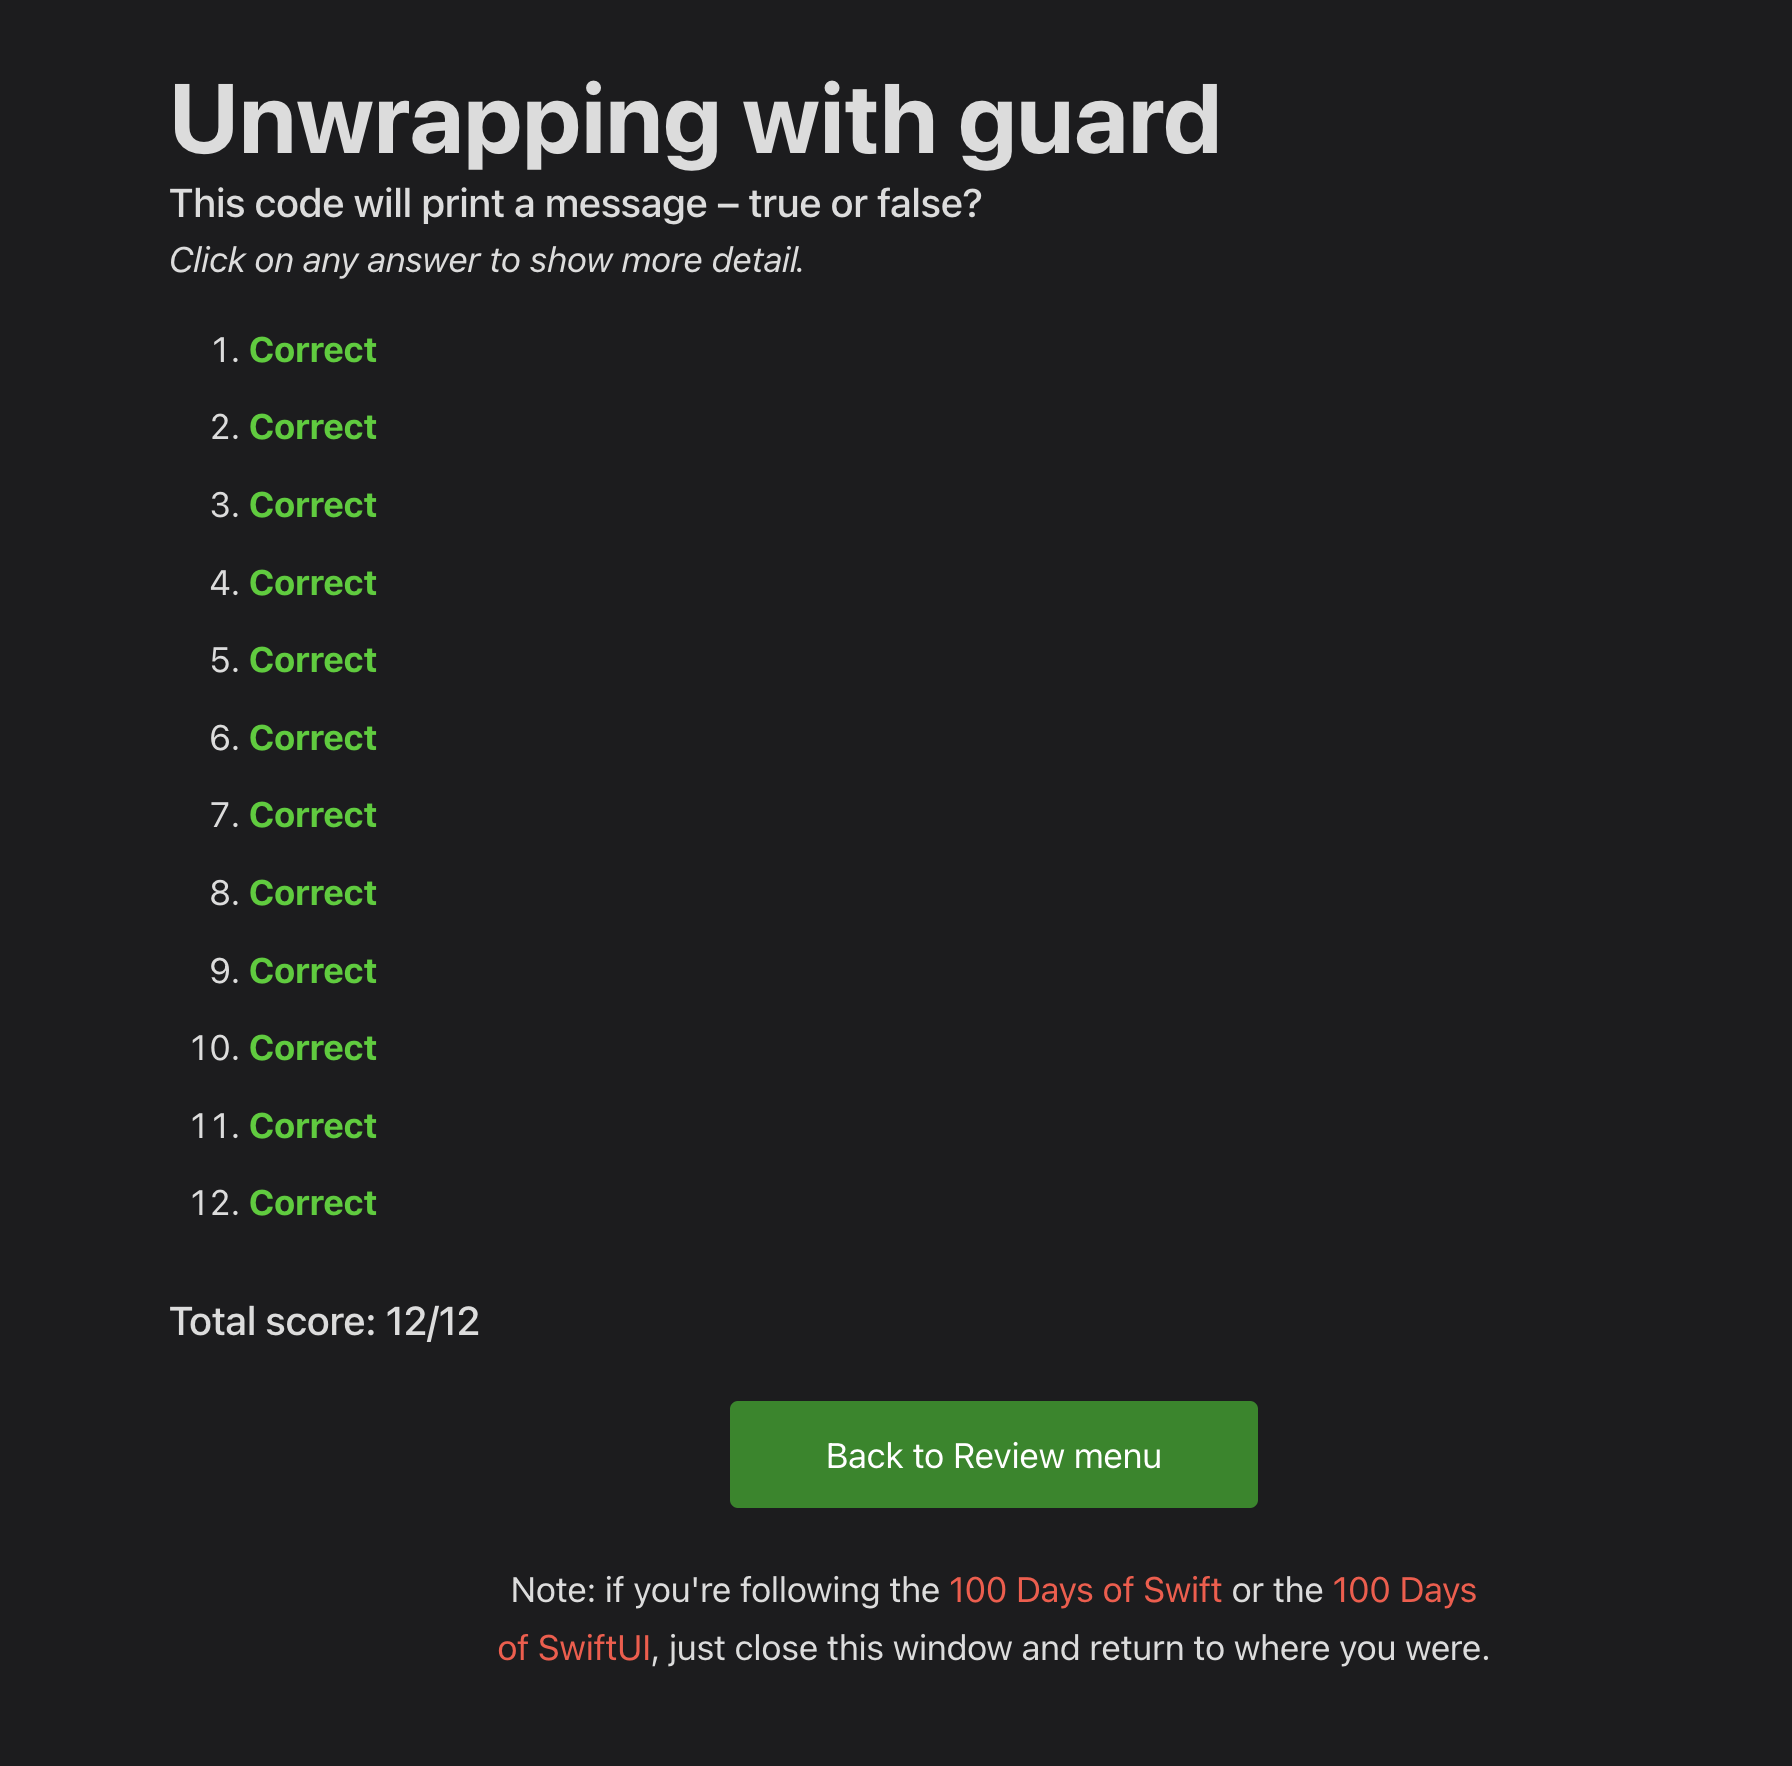 Unwrapping with guard
This code will print a message – true or false?
Click on any answer to show more detail.
1. Correct
2. Correct
3. Correct
4. Correct
5. Correct
6. Correct
7. Correct
8. Correct
9. Correct
10. Correct
11. Correct
12. Correct
Total score: 12/12
Back to Review menu
Note: if you're following the 100 Days of Swift or the 100 Days
of SwiftUI, just close this window and return to where you were.